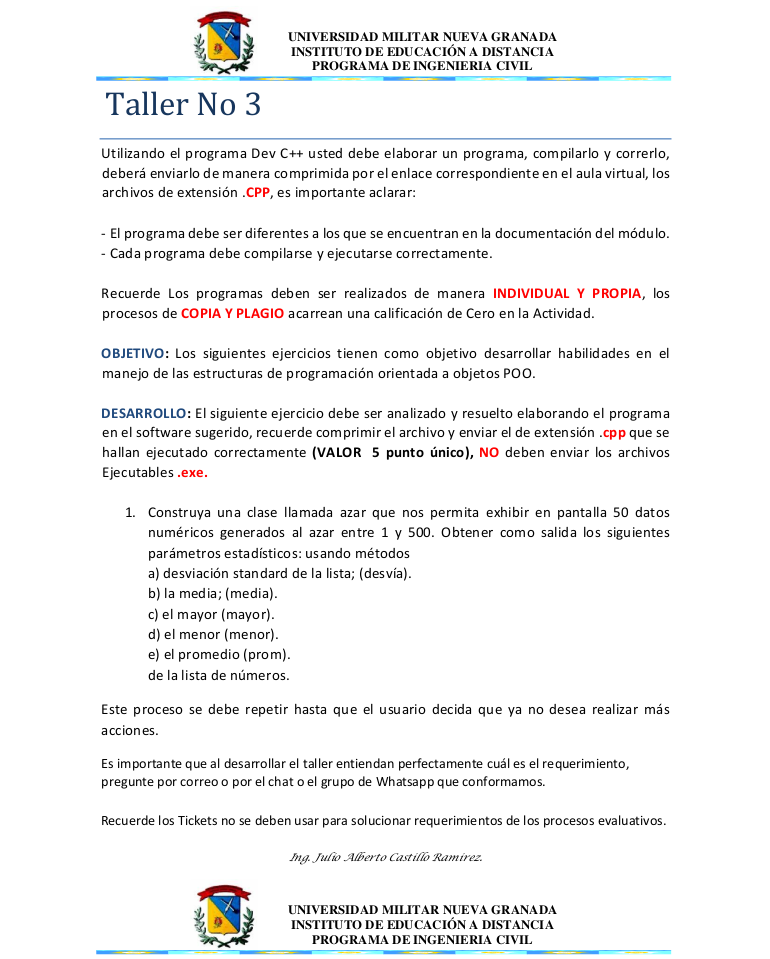 UNIVERSIDAD MILITAR NUEVA GRANADA
INSTITUTO DE EDUCACIÓN A DISTANCIA
PROGRAMA DE INGENIERIA CIVIL
Taller No 3
Utilizando el programa Dev C++ usted debe elaborar un programa, compilarlo y correrlo,
deberá enviarlo de manera comprimida por el enlace correspondiente en el aula virtual, los
archivos de extensión .CPP, es importante aclarar:
- El programa debe ser diferentes a los que se encuentran en la documentación del módulo.
- Cada programa debe compilarse y ejecutarse correctamente.
Recuerde Los programas deben ser realizados de manera INDIVIDUAL Y PROPIA, los
procesos de COPIA Y PLAGIO acarrean una calificación de Cero en la Actividad.
OBJETIVO: Los siguientes ejercicios tienen como objetivo desarrollar habilidades en el
manejo de las estructuras de programación orientada a objetos POO.
DESARROLLO: El siguiente ejercicio debe ser analizado y resuelto elaborando el programa
en el software sugerido, recuerde comprimir el archivo y enviar el de extensión .cpp que se
hallan ejecutado correctamente (VALOR 5 punto único), NO deben enviar los archivos
Ejecutables .exe.
1. Construya una clase llamada azar que nos permita exhibir en pantalla 50 datos
numéricos generados al azar entre 1 y 500. Obtener como salida los siguientes
parámetros estadísticos: usando métodos
a) desviación standard de la lista; (desvía).
b) la media; (media).
c) el mayor (mayor).
d) el menor (menor).
e) el promedio (prom).
de la lista de números.
Este proceso se debe repetir hasta que el usuario decida que ya no desea realizar más
acciones.
Es importante que al desarrollar el taller entiendan perfectamente cuál es el requerimiento,
pregunte por correo o por el chat o el grupo de Whatsapp que conformamos.
Recuerde los Tickets no se deben usar para solucionar requerimientos de los procesos evaluativos.
Ing. Julio Alberto Castillo Ramirez.
UNIVERSIDAD MILITAR NUEVA GRANADA
INSTITUTO DE EDUCACIÓN A DISTANCIA
PROGRAMA DE INGENIERIA CIVIL